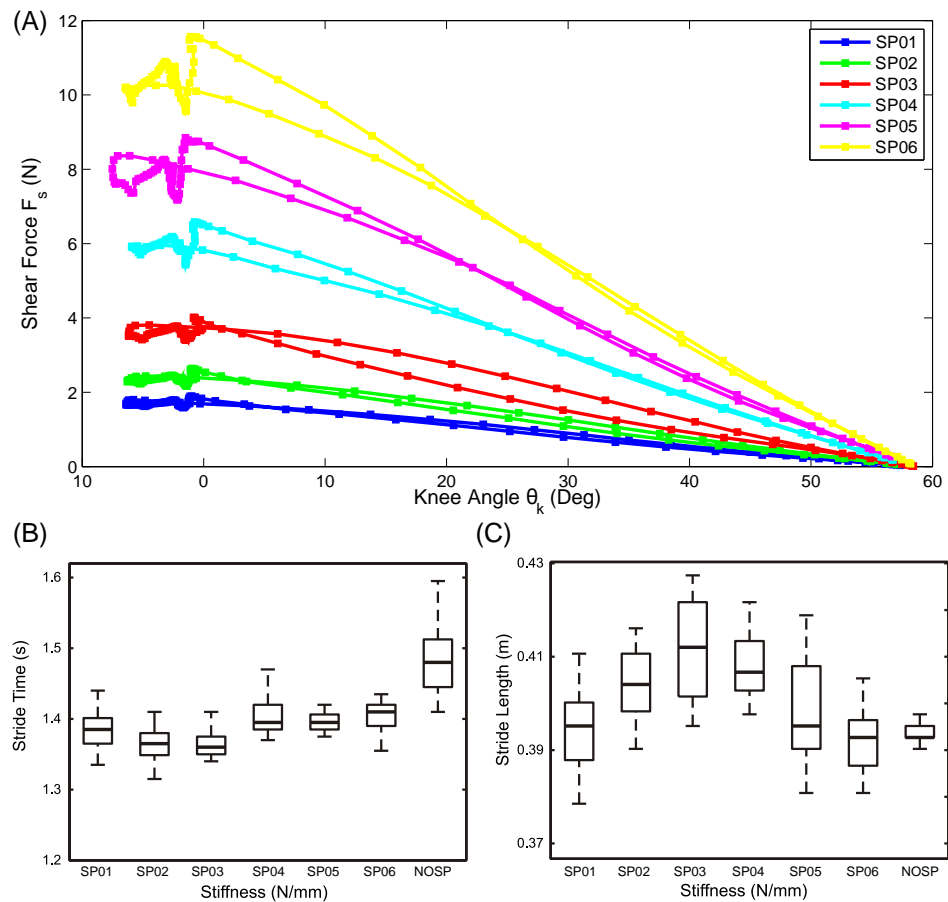 (A)
12
10
8
6
4
2
0
Shear Force F_s (N)
10 0 10 20 30 40 50 60
Knee Angle θ_k (Deg)
SP01
SP02
SP03
SP04
SP05
SP06
(B)
1.6
1.5
1.4
1.3
1.2
Stride Time (s)
SP01 SP02 SP03 SP04 SP05 SP06 NOSP
Stiffness (N/mm)
(C)
0.43
0.41
0.39
0.37
Stride Length (m)
SP01 SP02 SP03 SP04 SP05 SP06 NOSP
Stiffness (N/mm)